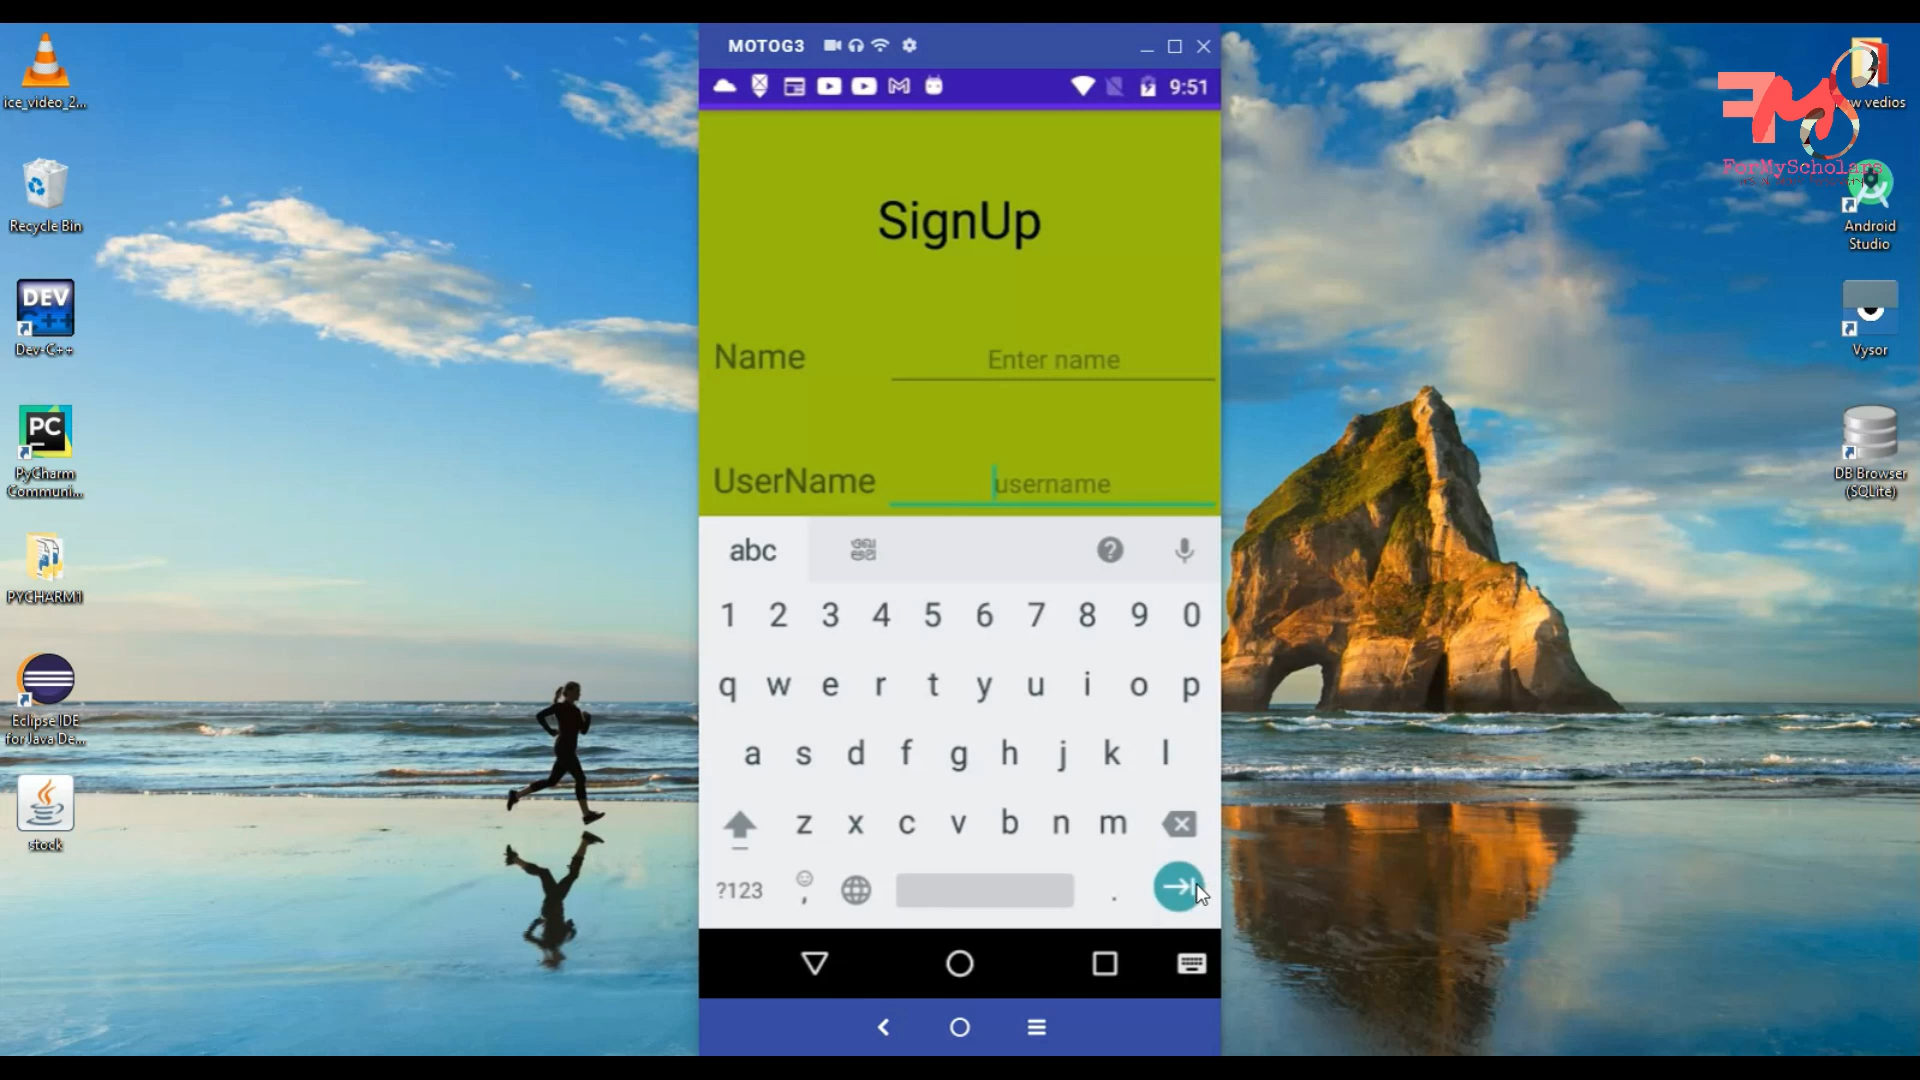 MOTOG3
9:51
SignUp
Name
Enter name
UserName
username
abc
1 2 3 4 5 6 7 8 9 0
q w e r t y u i o p
a s d f g h j k l
z x c v b n m
?123
,
.
ice_video_2...
Recycle Bin
DEV
C++
Dev-C++
PC
PyCharm
Communi...
PYCHARM1
Eclipse IDE
for Java De...
stock
vedios
ForMyScholars
Android
Studio
Vysor
DB Browser
(SQLite)